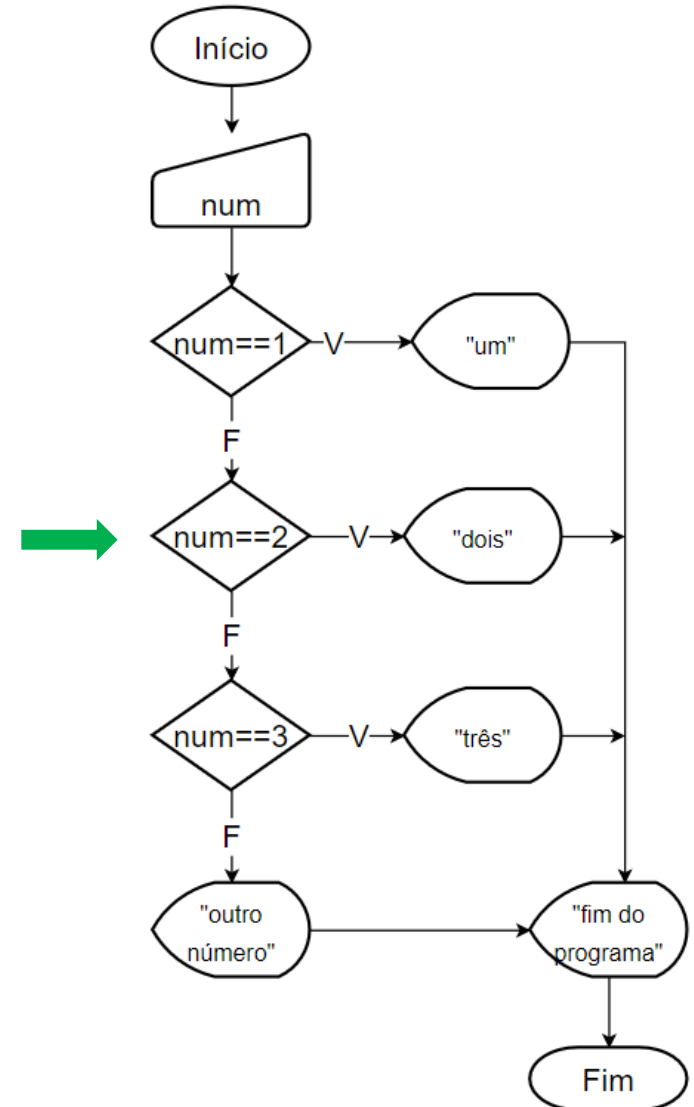 Início
num
num==1
V
"um"
F
num==2
V
"dois"
F
num==3
V
"três"
F
"outro
número"
"fim do
programa"
Fim